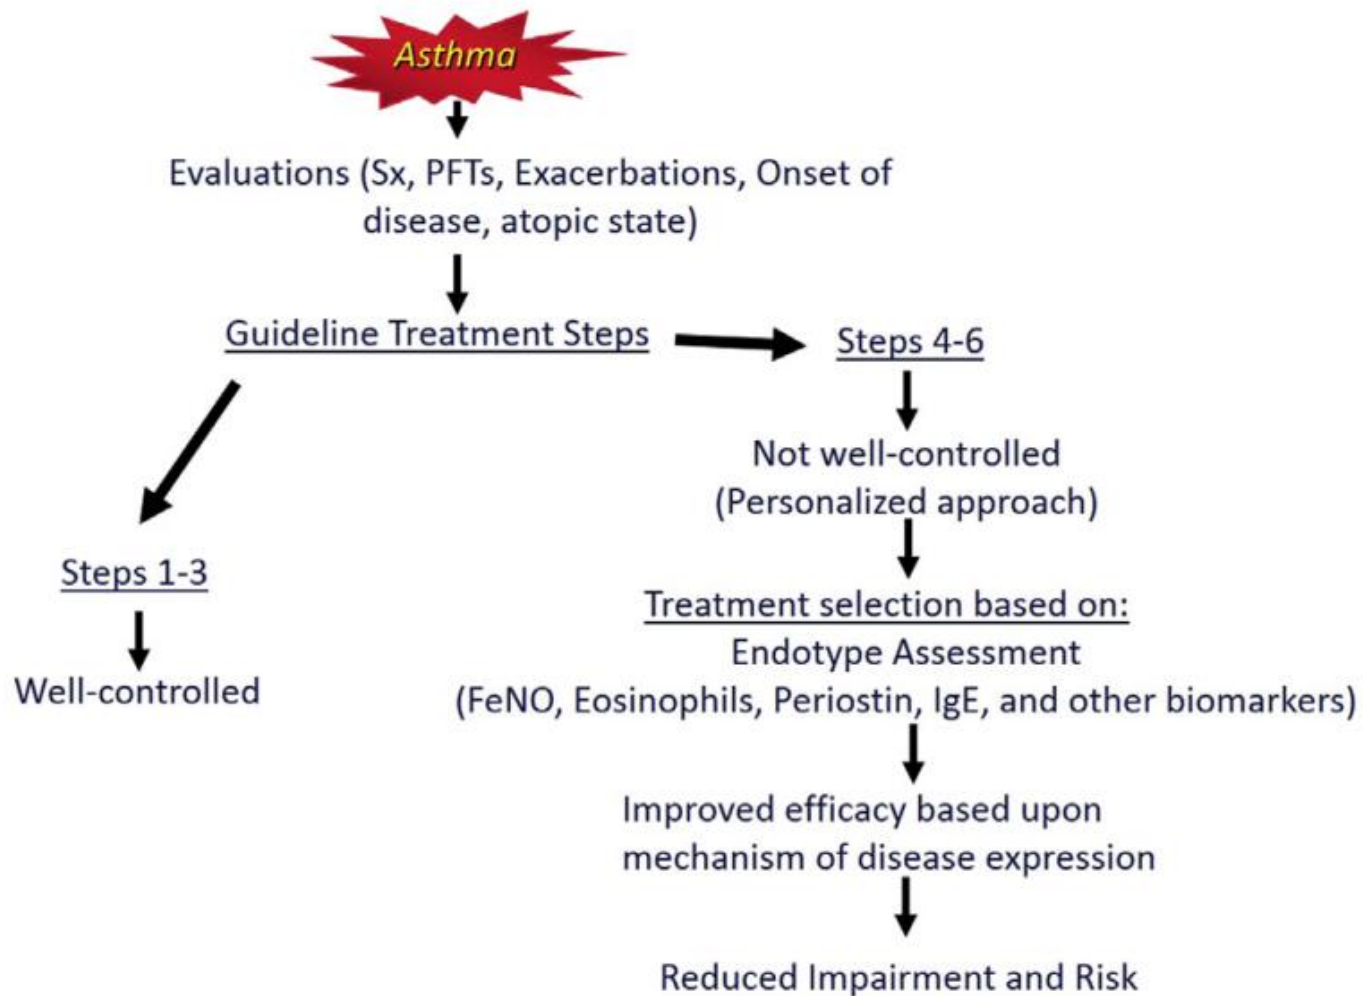 Asthma
Evaluations (Sx, PFTs, Exacerbations, Onset of
disease, atopic state)
Guideline Treatment Steps
Steps 4-6
Not well-controlled
(Personalized approach)
Steps 1-3
Well-controlled
Treatment selection based on:
Endotype Assessment
(FeNO, Eosinophils, Periostin, IgE, and other biomarkers)
Improved efficacy based upon
mechanism of disease expression
Reduced Impairment and Risk